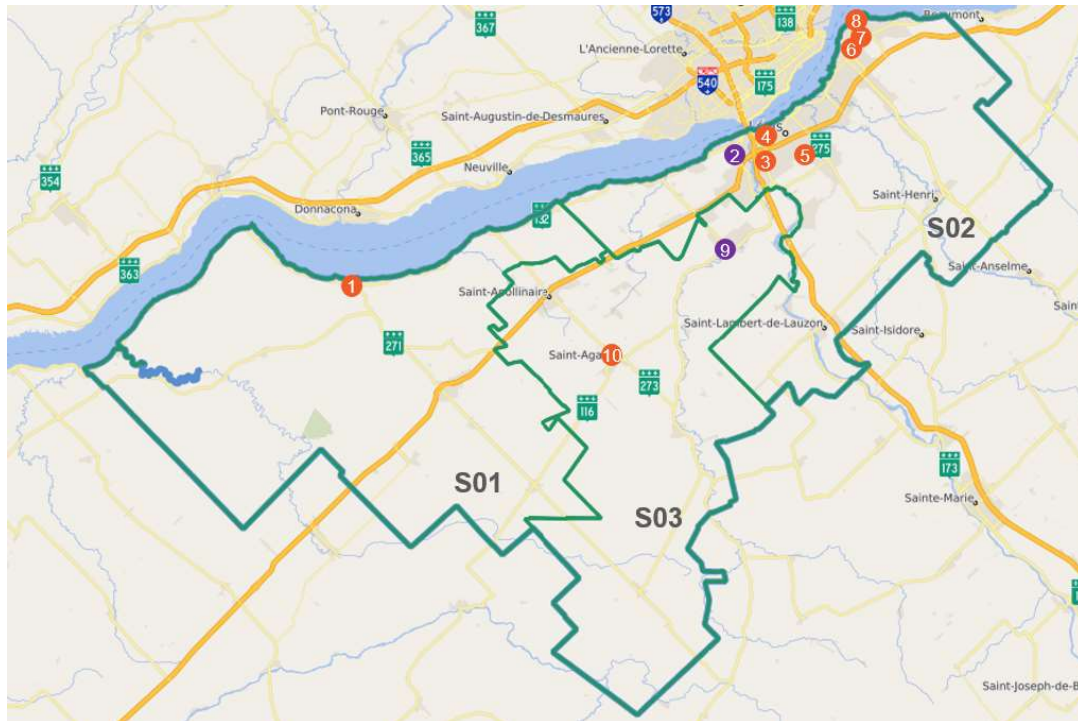 573
138
Beaumont
8
7
6
367
L'Ancienne-Lorette
540
175
Pont-Rouge
Saint-Augustin-de-Desmaures
4
2
3
5
275
365
354
Neuville
Saint-Henri
Donnacona
132
S02
363
9
Saint-Anselme
1
Saint-Apollinaire
Saint-Lambert-de-Lauzon
Saint-Isidore
271
10
273
116
173
S01
Sainte-Marie
S03